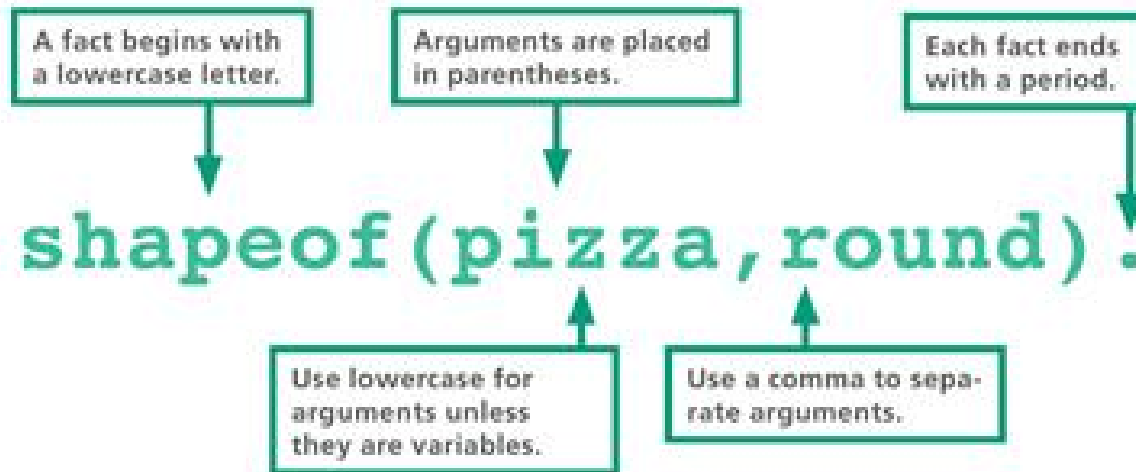 A fact begins with
a lowercase letter.
Arguments are placed
in parentheses.
Each fact ends
with a period.
shapeof(pizza,round).
Use lowercase for
arguments unless
they are variables.
Use a comma to sepa-
rate arguments.